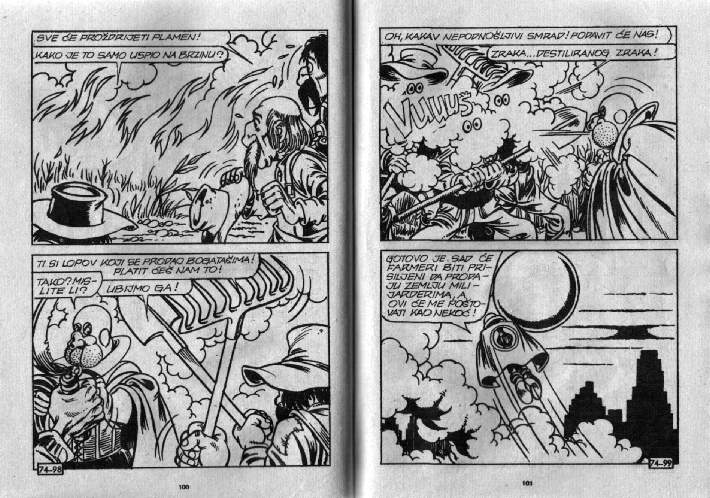 SVE ĆE PROŽDRIJETI PLAMEN!
KAKO JE TO SAMO USPIO NA BRZINU?
TI SI LOPOV KOJI SE PRODAO BOGATAŠIMA!
PLATIT ĆEŠ NAM TO!
TAKO? MIS-
LITE LI?
UBIJMO GA!
74-98
100
OH, KAKAV NEPODNOŠLJIVI SMRAD! PODAVIT ĆE NAS!
ZRAKA...DESTILIRANOG ZRAKA!
VUUUŠ
GOTOVO JE. SAD ĆE
FARMERI BITI PRI-
SILJENI DA PRODA-
JU ZEMLJU MILI-
JARDERIMA, A
OVI ĆE ME POŠTO-
VATI KAO NEKOĆ!
74-99
101